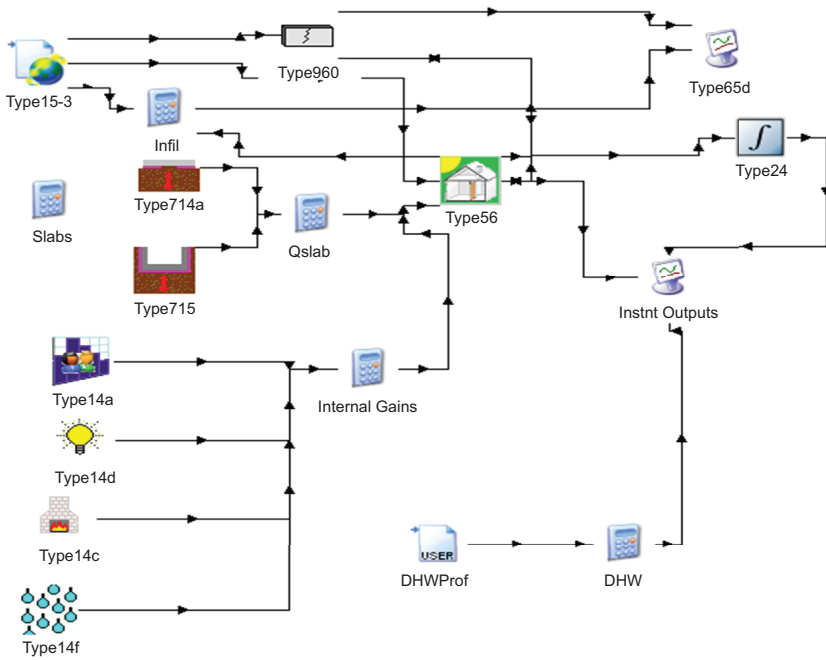 Type15-3
Type960
Type65d
Infil
Type24
Type714a
Type56
Slabs
Qslab
Type715
Instnt Outputs
Type14a
Internal Gains
Type14d
Type14c
USER
DHWProf
DHW
Type14f